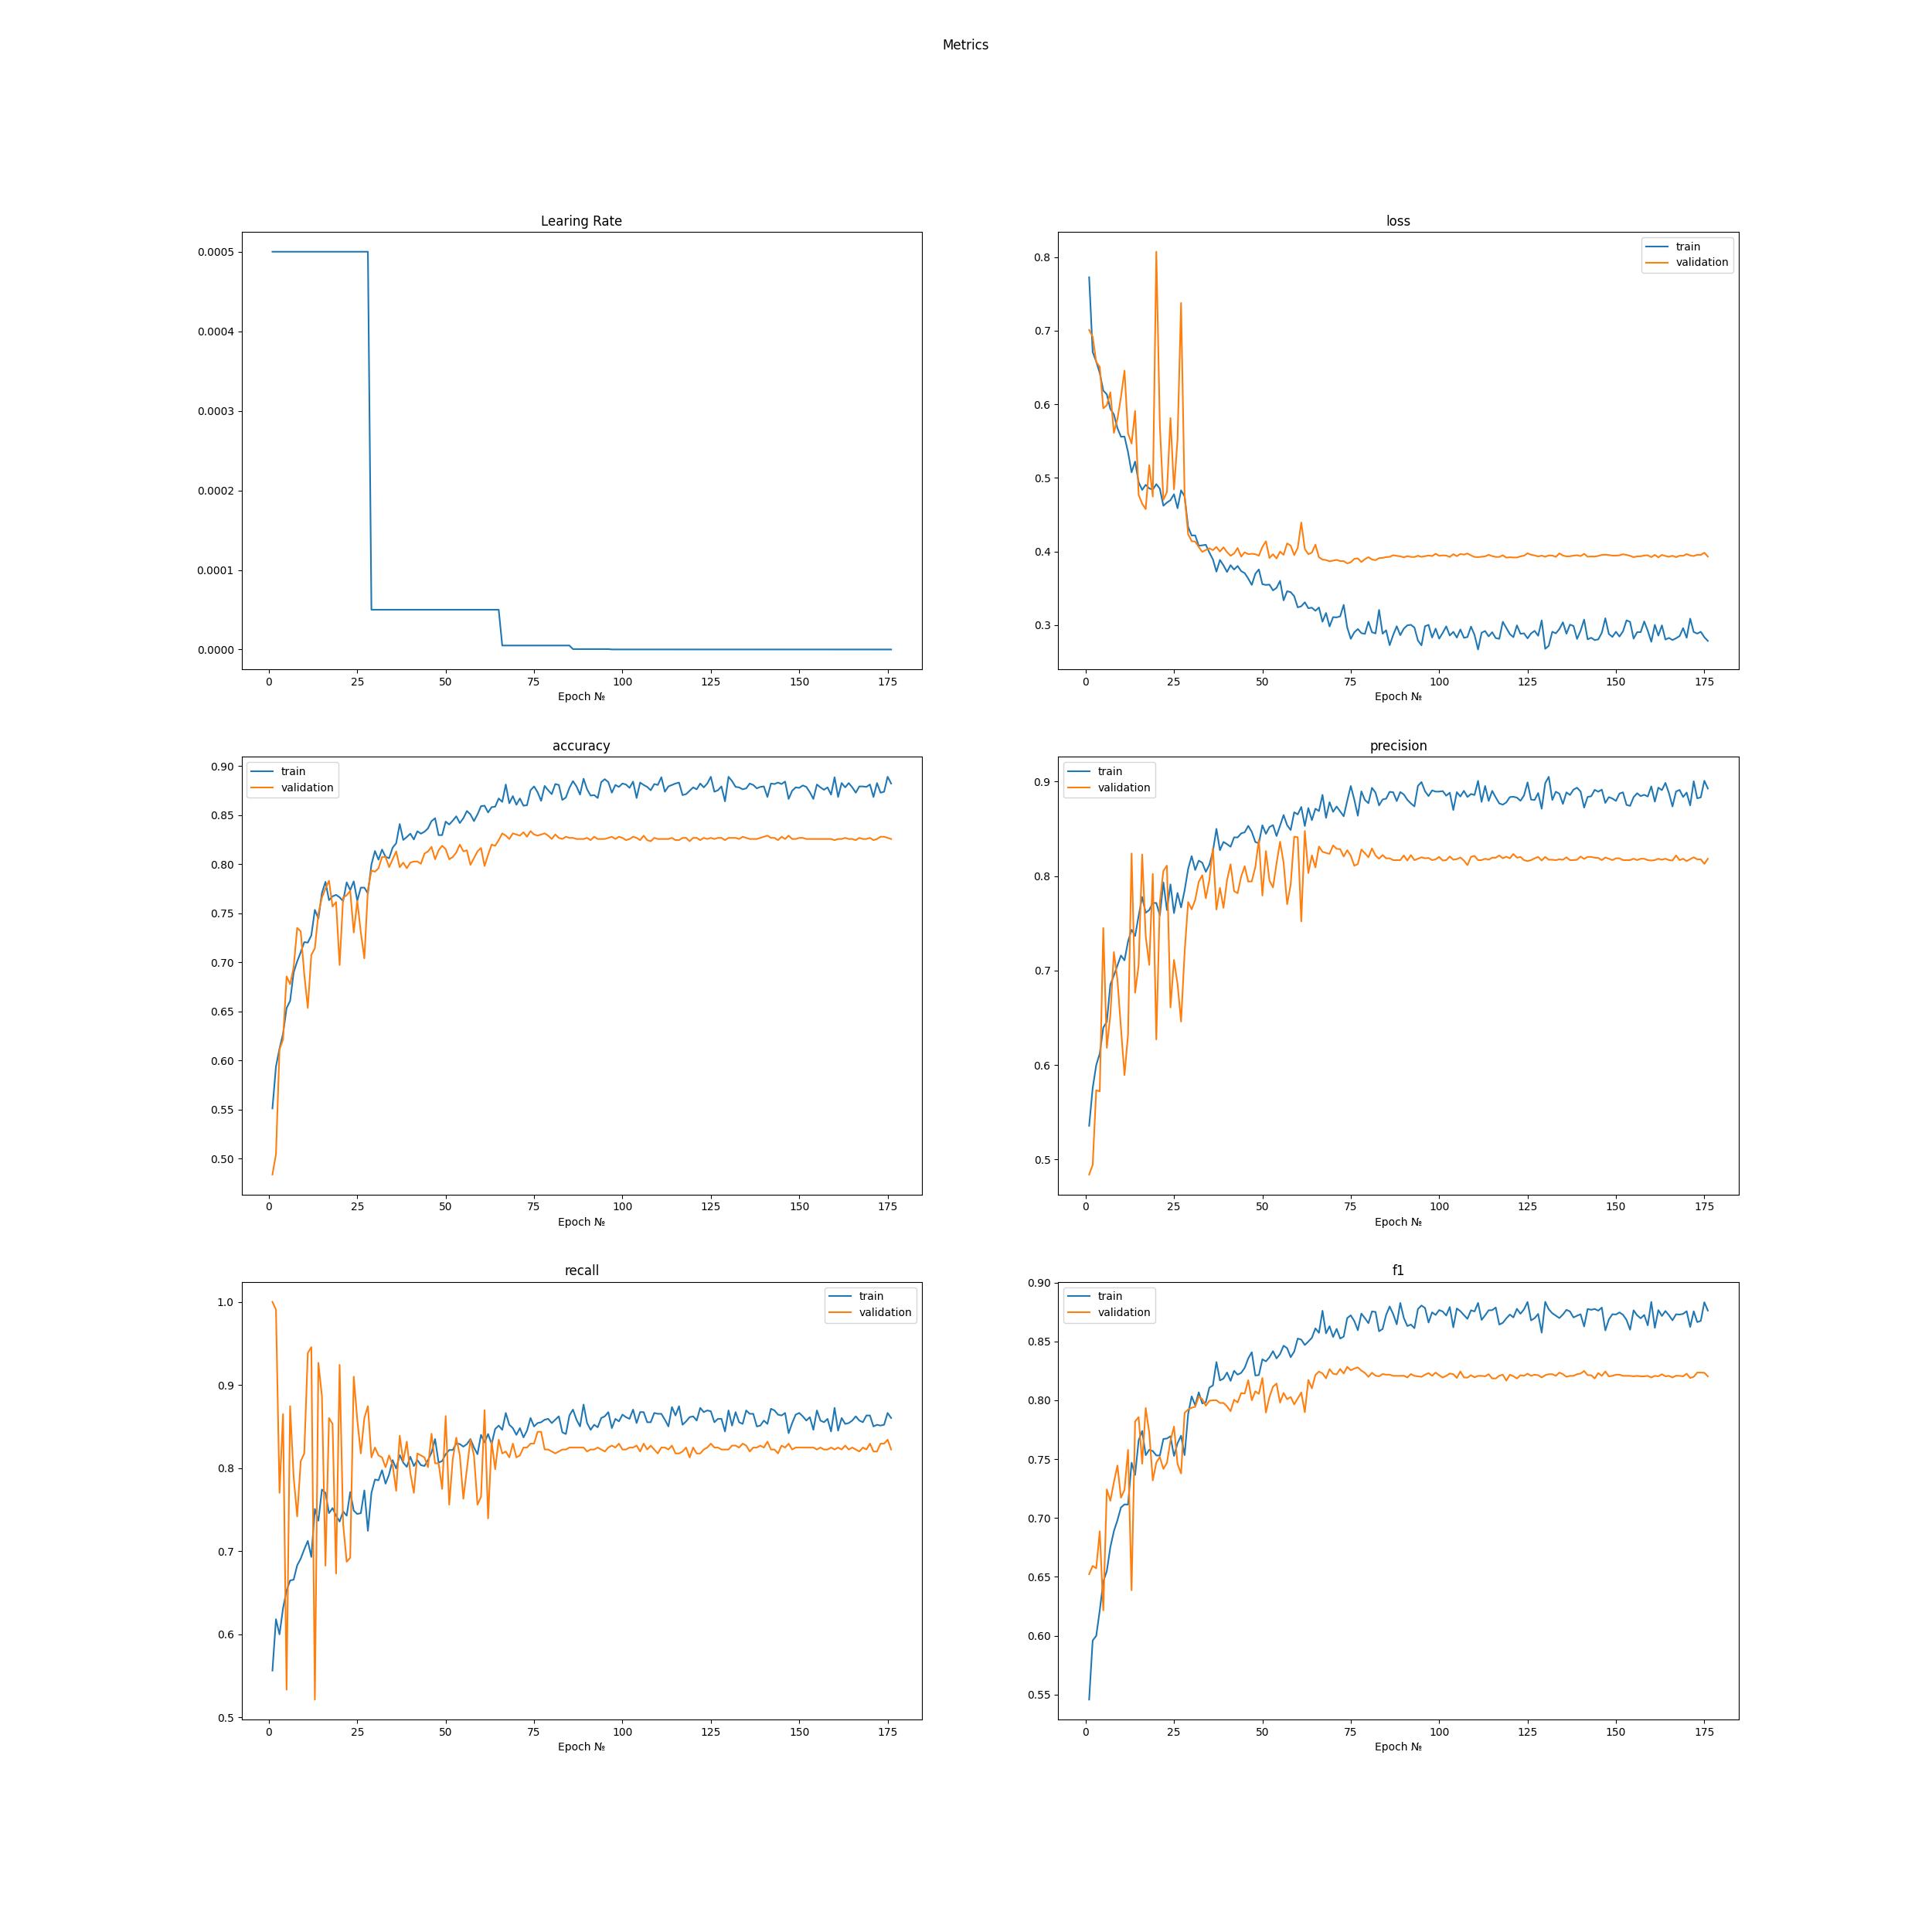 Metrics
Learing Rate
0.0005
0.0004
0.0003
0.0002
0.0001
0.0000
0 25 50 75 100 125 150 175
Epoch №
loss
train
validation
0.8
0.7
0.6
0.5
0.4
0.3
0 25 50 75 100 125 150 175
Epoch №
accuracy
train
validation
0.90
0.85
0.80
0.75
0.70
0.65
0.60
0.55
0.50
0 25 50 75 100 125 150 175
Epoch №
precision
train
validation
0.9
0.8
0.7
0.6
0.5
0 25 50 75 100 125 150 175
Epoch №
recall
train
validation
1.0
0.9
0.8
0.7
0.6
0.5
0 25 50 75 100 125 150 175
Epoch №
f1
train
validation
0.90
0.85
0.80
0.75
0.70
0.65
0.60
0.55
0 25 50 75 100 125 150 175
Epoch №